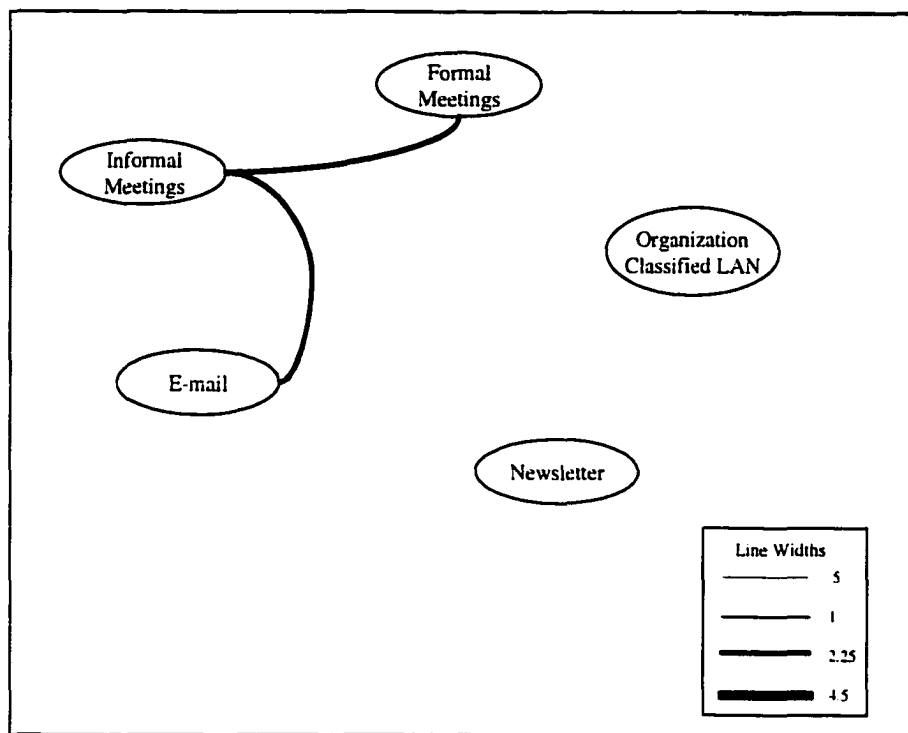 Formal
Meetings
Informal
Meetings
Organization
Classified LAN
E-mail
Newsletter
Line Widths
5
1
2.25
4.5